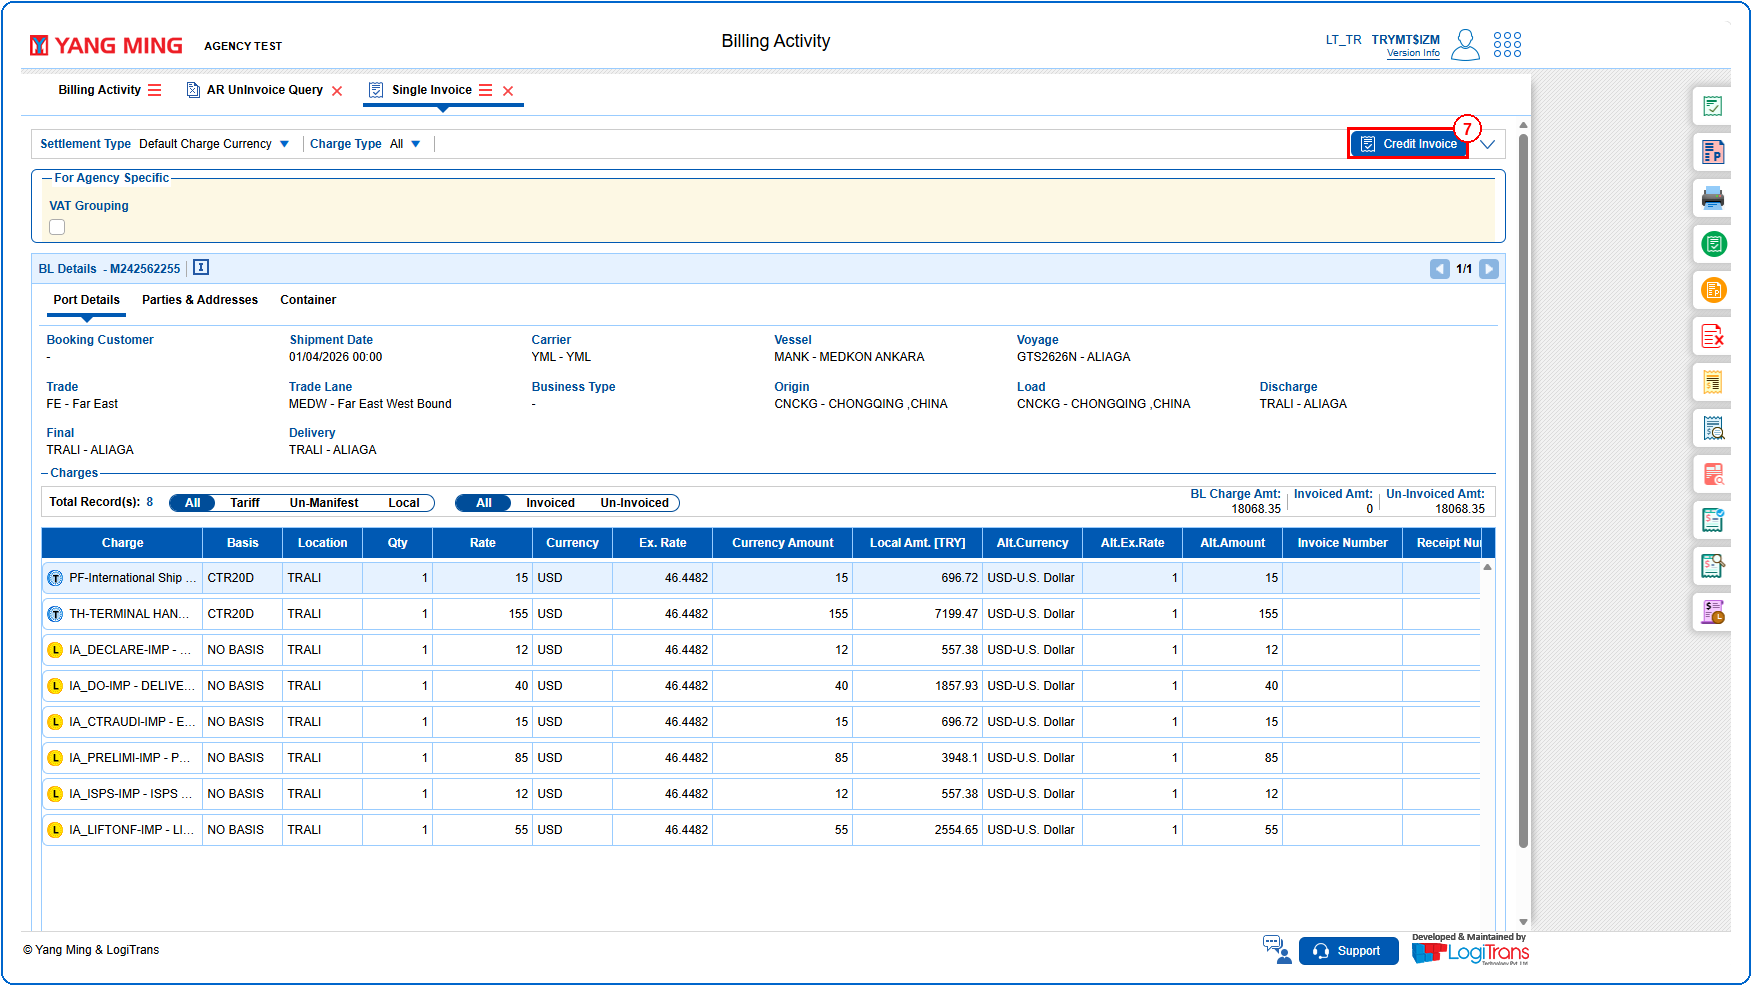 YANG MING AGENCY TEST
Billing Activity
LT_TR TRYMT$IZM
Version Info
Billing Activity
AR UnInvoice Query
Single Invoice
Settlement Type Default Charge Currency
Charge Type All
Credit Invoice
7
For Agency Specific
VAT Grouping
BL Details - M242562255
1/1
Port Details Parties & Addresses Container
Booking Customer Shipment Date Carrier Vessel Voyage
- 01/04/2026 00:00 YML - YML MANK - MEDKON ANKARA GTS2626N - ALIAGA
Trade Trade Lane Business Type Origin Load Discharge
FE - Far East MEDW - Far East West Bound - CNCKG - CHONGQING ,CHINA CNCKG - CHONGQING ,CHINA TRALI - ALIAGA
Final Delivery
TRALI - ALIAGA TRALI - ALIAGA
Charges
Total Record(s): 8 All Tariff Un-Manifest Local All Invoiced Un-Invoiced
BL Charge Amt: Invoiced Amt: Un-Invoiced Amt:
18068.35 0 18068.35
Charge Basis Location Qty Rate Currency Ex. Rate Currency Amount Local Amt. [TRY] Alt.Currency Alt.Ex.Rate Alt.Amount Invoice Number Receipt Nu
T PF-International Ship ... CTR20D TRALI 1 15 USD 46.4482 15 696.72 USD-U.S. Dollar 1 15
T TH-TERMINAL HAN... CTR20D TRALI 1 155 USD 46.4482 155 7199.47 USD-U.S. Dollar 1 155
L IA_DECLARE-IMP - ... NO BASIS TRALI 1 12 USD 46.4482 12 557.38 USD-U.S. Dollar 1 12
L IA_DO-IMP - DELIVE... NO BASIS TRALI 1 40 USD 46.4482 40 1857.93 USD-U.S. Dollar 1 40
L IA_CTRAUDI-IMP - E... NO BASIS TRALI 1 15 USD 46.4482 15 696.72 USD-U.S. Dollar 1 15
L IA_PRELIMI-IMP - P... NO BASIS TRALI 1 85 USD 46.4482 85 3948.1 USD-U.S. Dollar 1 85
L IA_ISPS-IMP - ISPS ... NO BASIS TRALI 1 12 USD 46.4482 12 557.38 USD-U.S. Dollar 1 12
L IA_LIFTONF-IMP - LI... NO BASIS TRALI 1 55 USD 46.4482 55 2554.65 USD-U.S. Dollar 1 55
© Yang Ming & LogiTrans
Support
Developed & Maintained by
LogiTrans
Technology Pvt. Ltd.